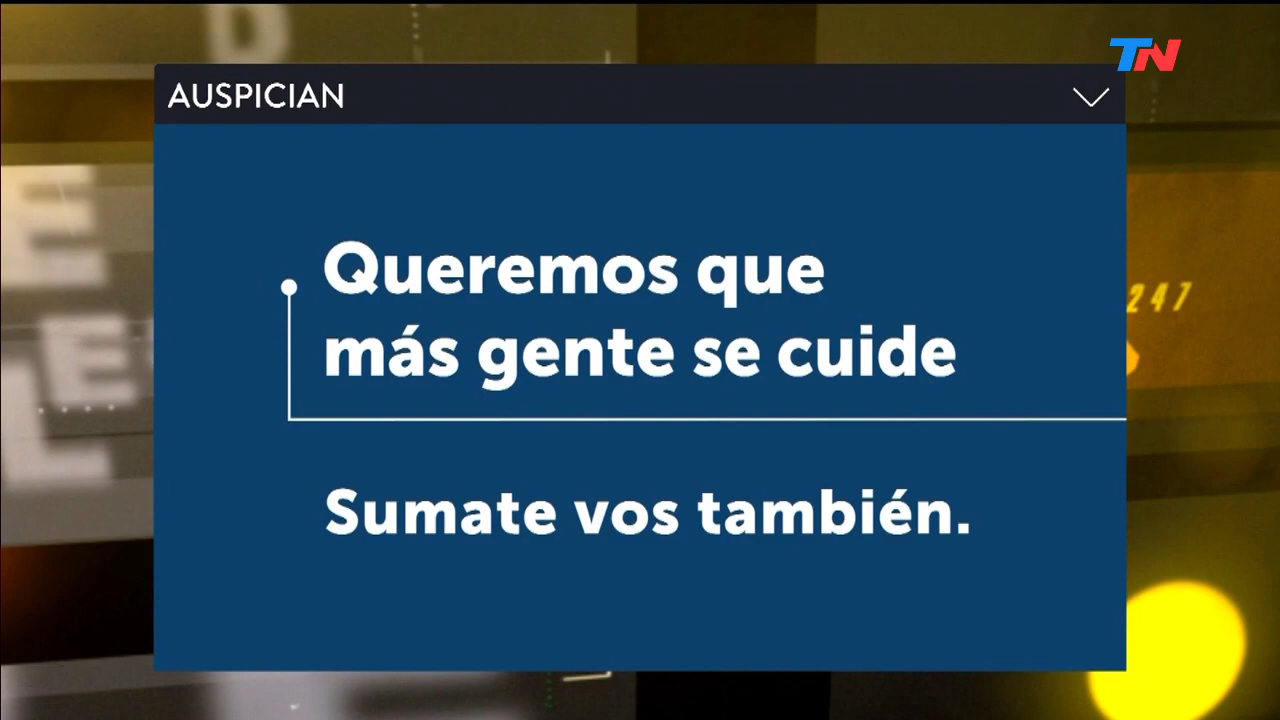 TN
AUSPICIAN
Queremos que
más gente se cuide
Sumate vos también.
247